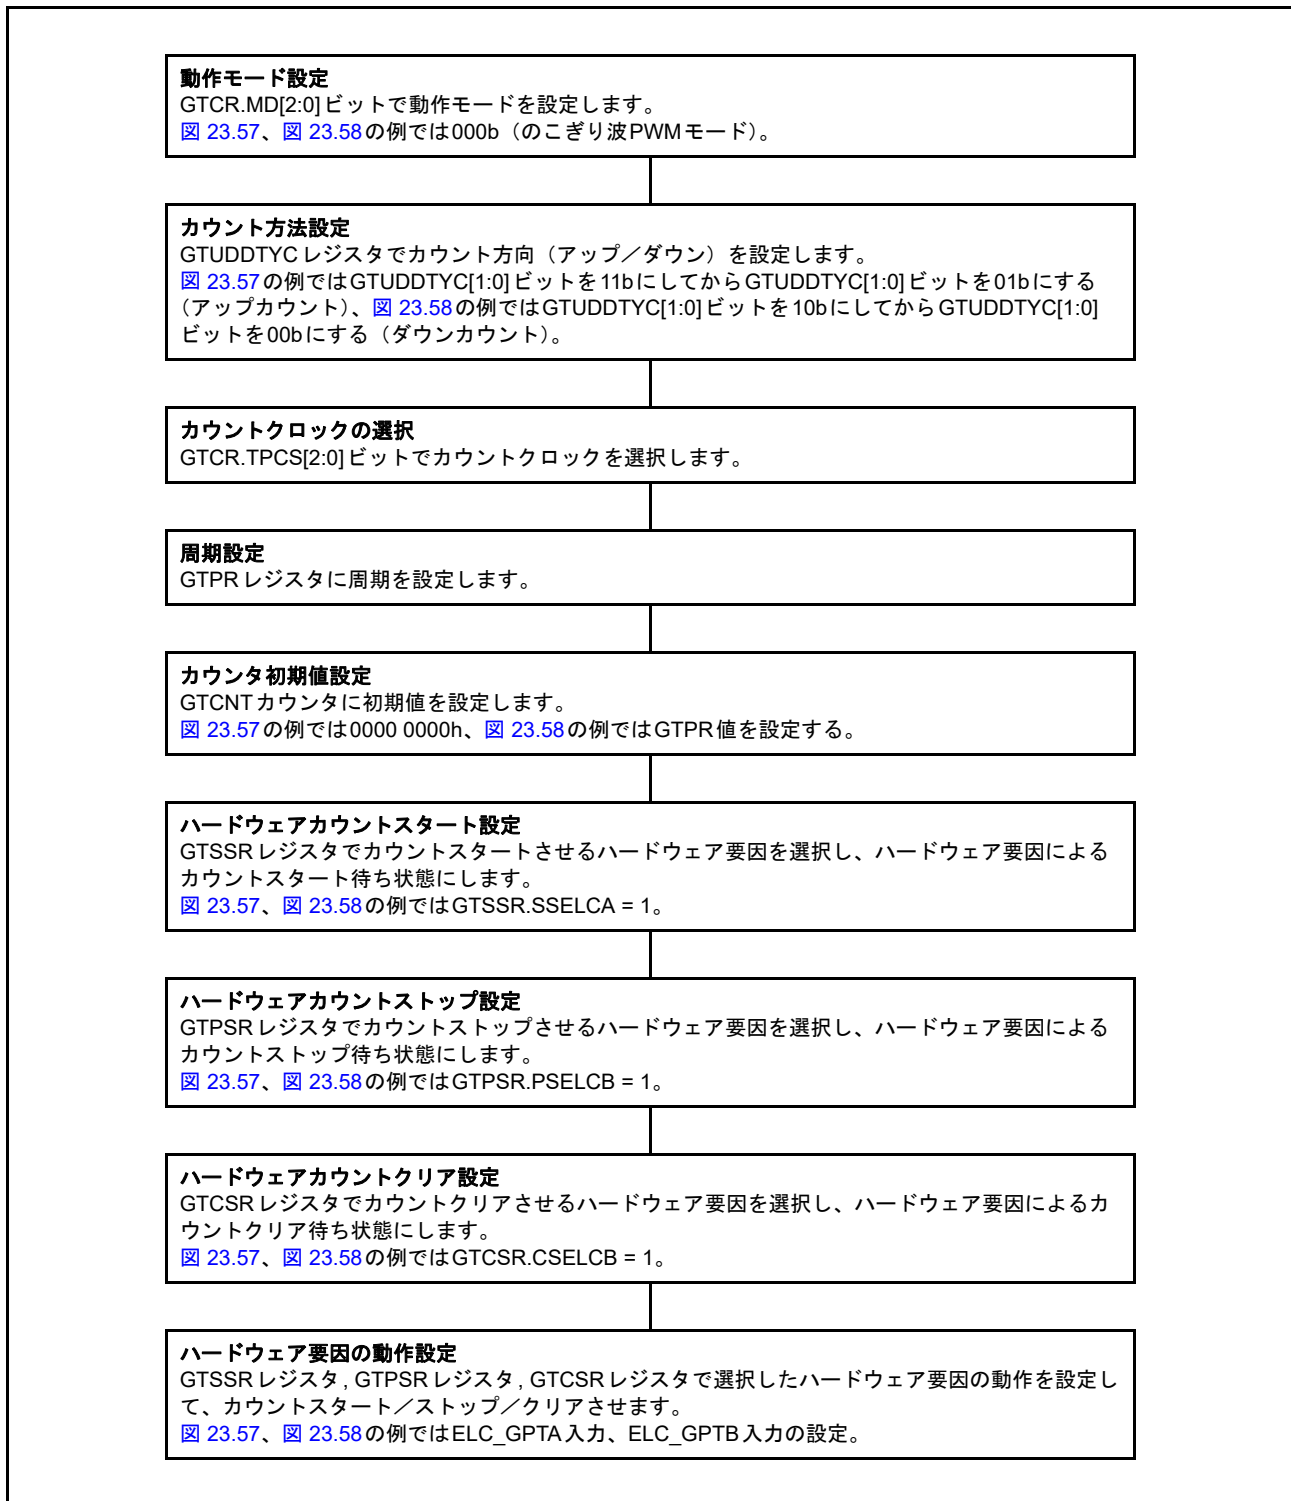 動作モード設定
GTCR.MD[2:0]ビットで動作モードを設定します。
図 23.57、図 23.58の例では000b（のこぎり波PWMモード）。
カウント方法設定
GTUDDTYCレジスタでカウント方向（アップ／ダウン）を設定します。
図 23.57の例ではGTUDDTYC[1:0]ビットを11bにしてからGTUDDTYC[1:0]ビットを01bにする
（アップカウント）、図 23.58の例ではGTUDDTYC[1:0]ビットを10bにしてからGTUDDTYC[1:0]
ビットを00bにする（ダウンカウント）。
カウントクロックの選択
GTCR.TPCS[2:0]ビットでカウントクロックを選択します。
周期設定
GTPRレジスタに周期を設定します。
カウンタ初期値設定
GTCNTカウンタに初期値を設定します。
図 23.57の例では0000 0000h、図 23.58の例ではGTPR値を設定する。
ハードウェアカウントスタート設定
GTSSRレジスタでカウントスタートさせるハードウェア要因を選択し、ハードウェア要因による
カウントスタート待ち状態にします。
図 23.57、図 23.58の例ではGTSSR.SSELCA = 1。
ハードウェアカウントストップ設定
GTPSRレジスタでカウントストップさせるハードウェア要因を選択し、ハードウェア要因による
カウントストップ待ち状態にします。
図 23.57、図 23.58の例ではGTPSR.PSELCB = 1。
ハードウェアカウントクリア設定
GTCSRレジスタでカウントクリアさせるハードウェア要因を選択し、ハードウェア要因によるカ
ウントクリア待ち状態にします。
図 23.57、図 23.58の例ではGTCSR.CSELCB = 1。
ハードウェア要因の動作設定
GTSSRレジスタ, GTPSRレジスタ, GTCSRレジスタで選択したハードウェア要因の動作を設定し
て、カウントスタート／ストップ／クリアさせます。
図 23.57、図 23.58の例ではELC_GPTA入力、ELC_GPTB入力の設定。